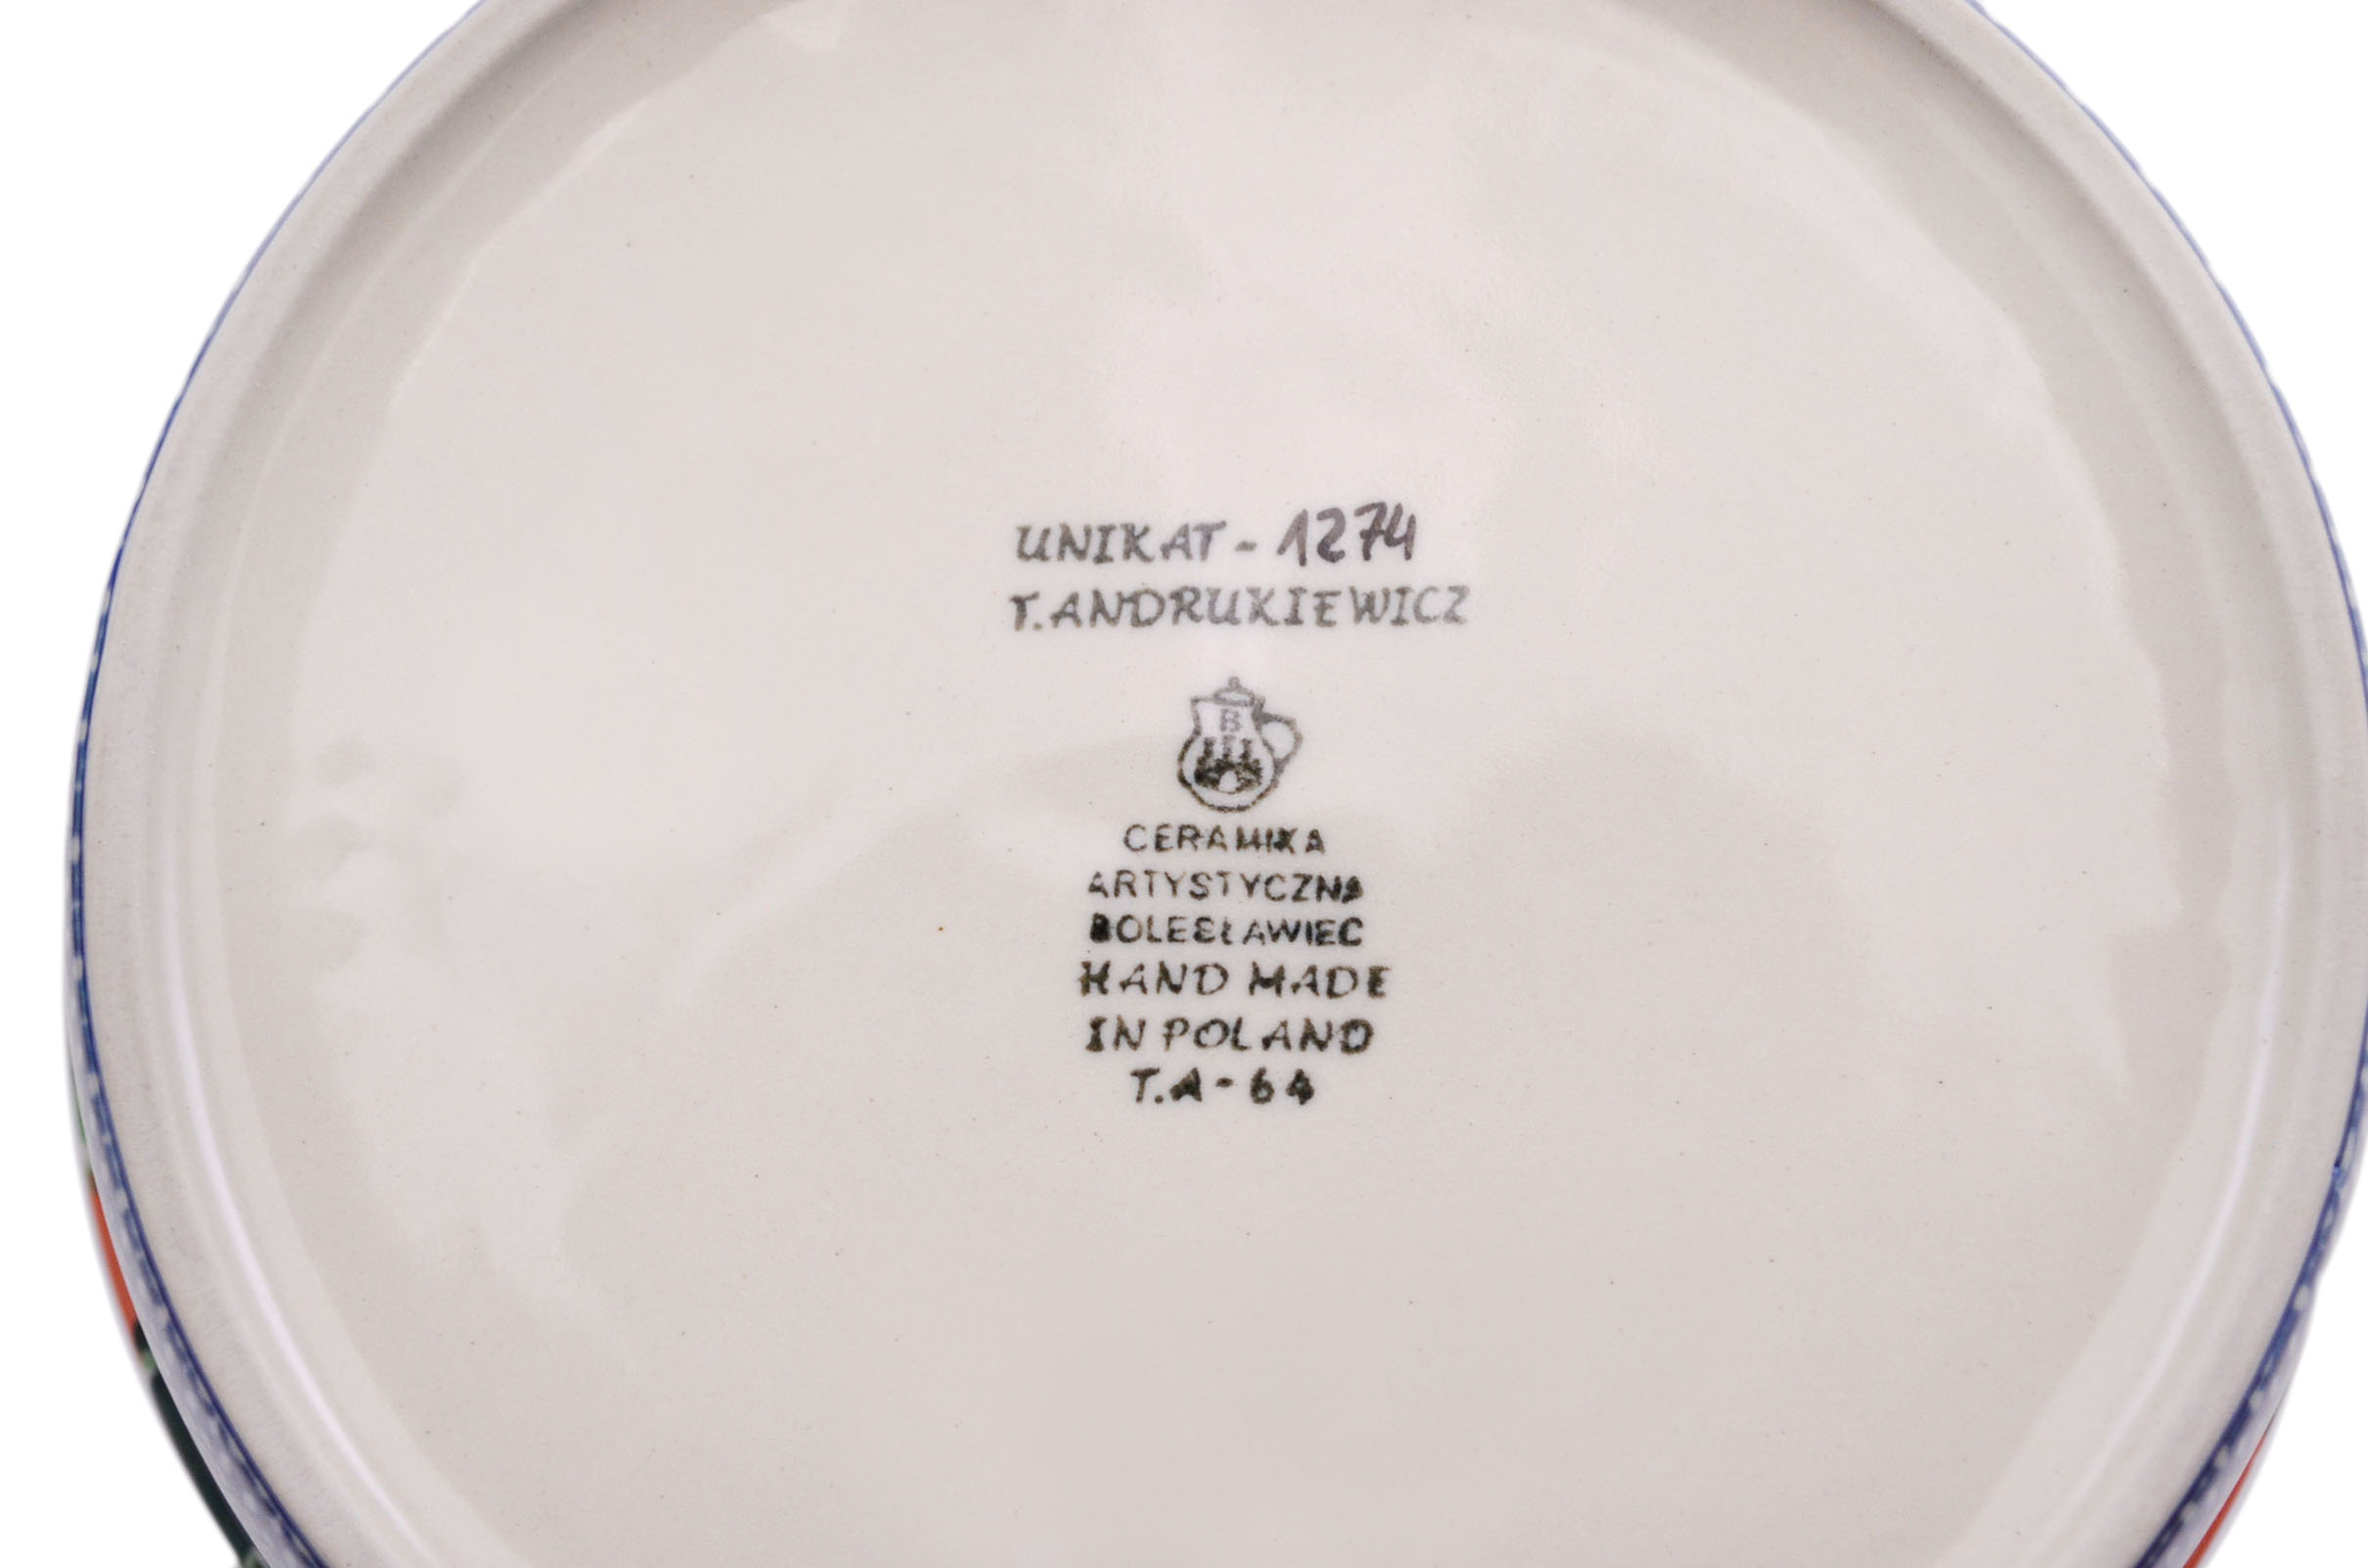 UNIKAT - 1274
T. ANDRUKIEWICZ
B
CERAMIKA
ARTYSTYCZNA
BOLESŁAWIEC
HAND MADE
IN POLAND
T.A - 64